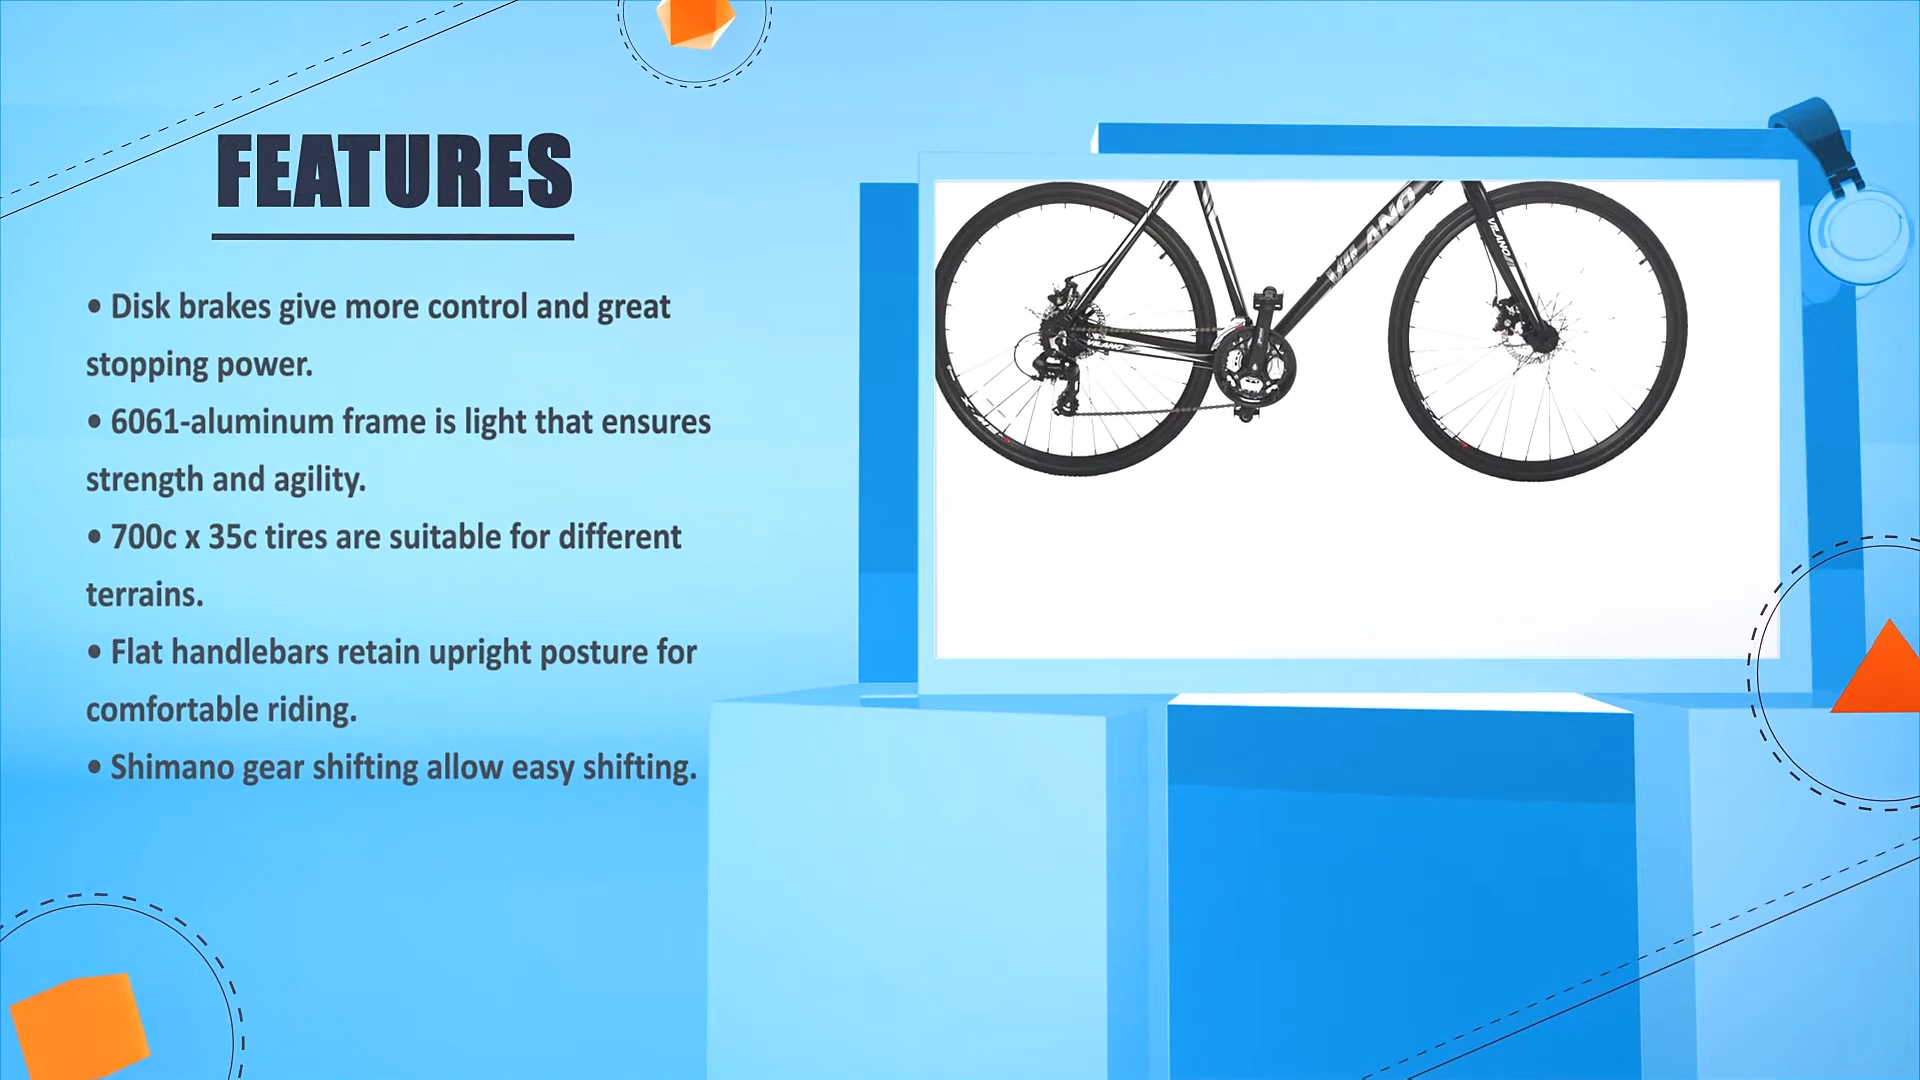 FEATURES
• Disk brakes give more control and great
stopping power.
• 6061-aluminum frame is light that ensures
strength and agility.
• 700c x 35c tires are suitable for different
terrains.
• Flat handlebars retain upright posture for
comfortable riding.
• Shimano gear shifting allow easy shifting.
VILANO
VILANO
VILANO